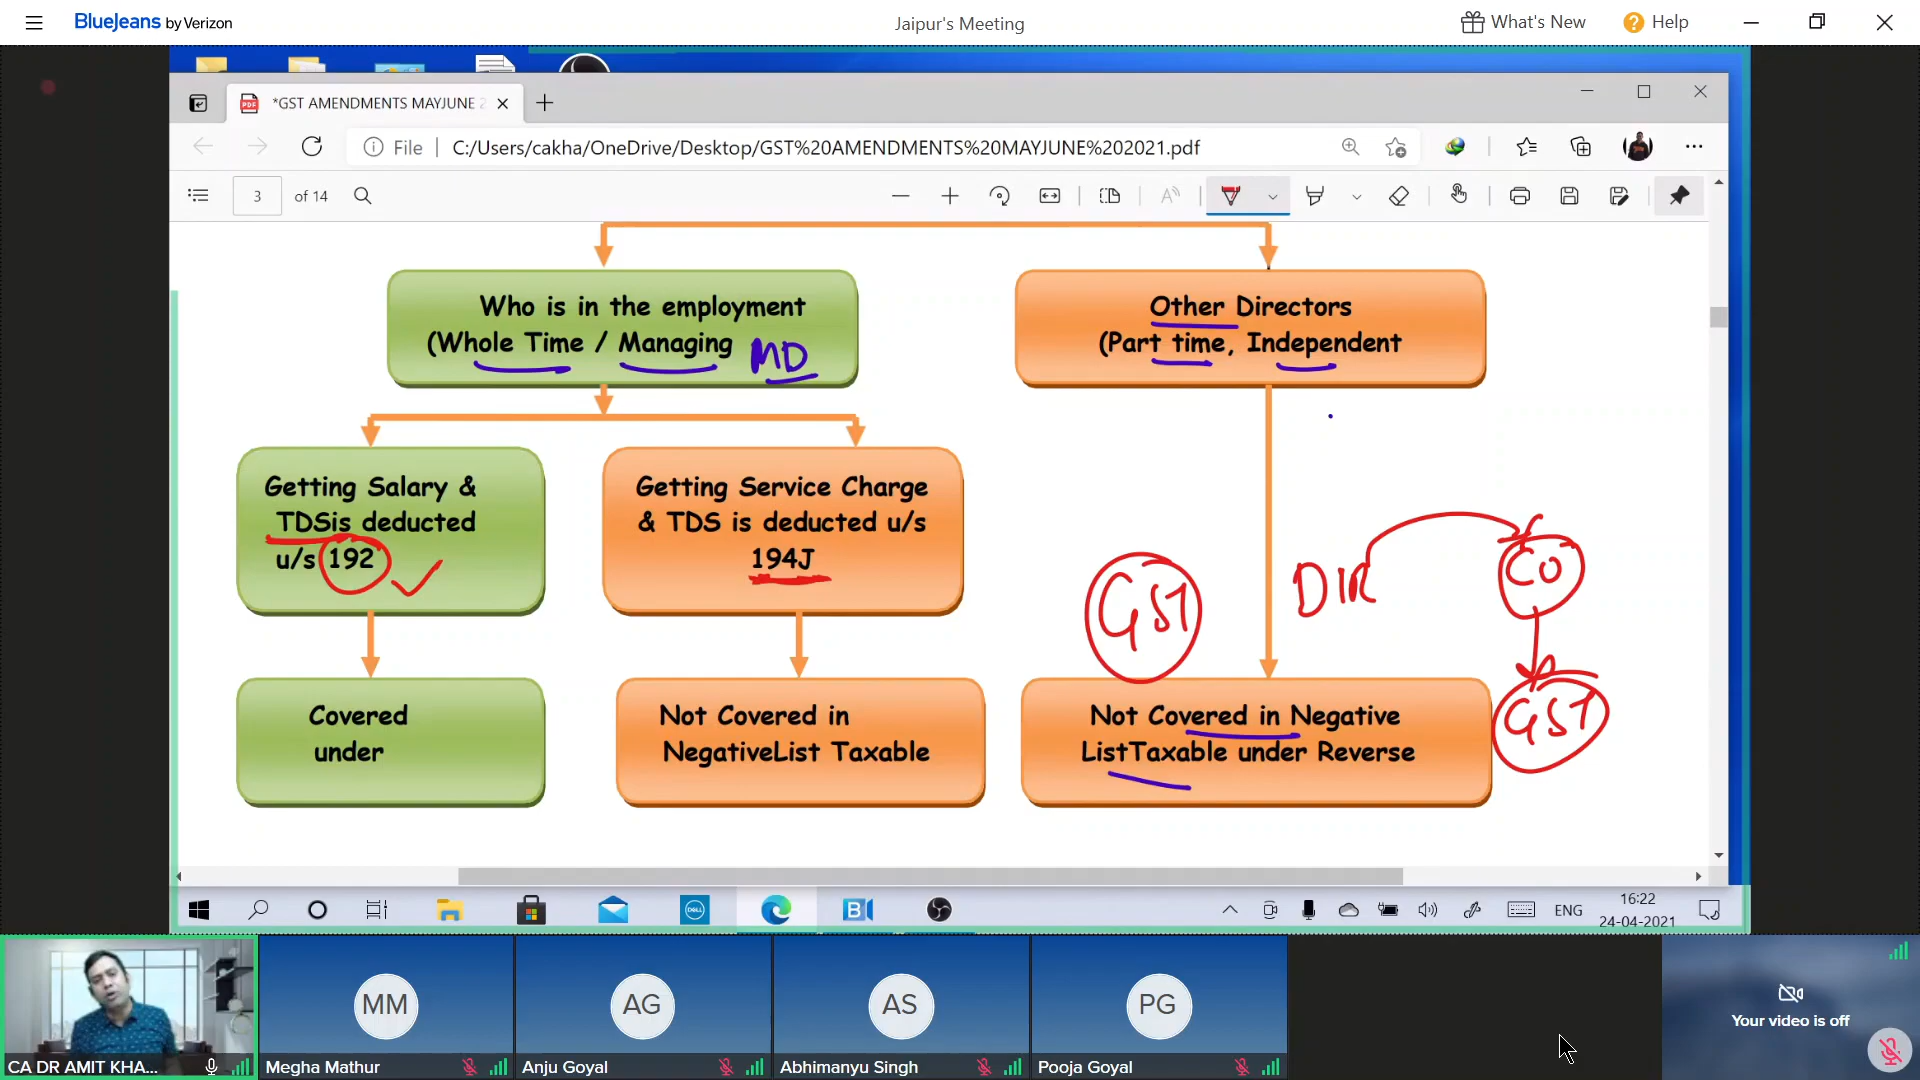 BlueJeans by Verizon
Jaipur's Meeting
What's New
Help
*GST AMENDMENTS MAYJUNE 2
File
C:/Users/cakha/OneDrive/Desktop/GST%20AMENDMENTS%20MAYJUNE%202021.pdf
3 of 14
Who is in the employment
(Whole Time / Managing MD
Other Directors
(Part time, Independent
Getting Salary &
TDSis deducted
u/s 192
Getting Service Charge
& TDS is deducted u/s
194J
GST
DIR
CO
GST
Covered
under
Not Covered in
NegativeList Taxable
Not Covered in Negative
ListTaxable under Reverse
DELL
ENG
16:22
24-04-2021
CA DR AMIT KHA...
MM
Megha Mathur
AG
Anju Goyal
AS
Abhimanyu Singh
PG
Pooja Goyal
Your video is off